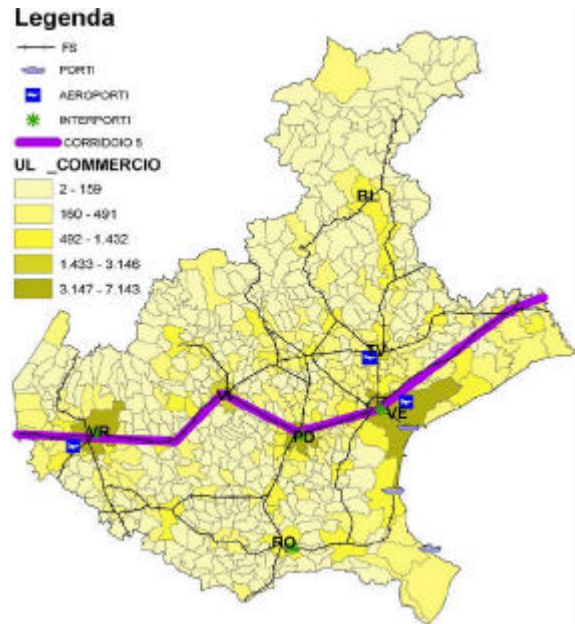 Legenda
FS
PORTI
AEROPORTI
INTERPORTI
CORRIDOIO 5
UL _COMMERCIO
2 - 159
160 - 491
492 - 1.432
1.433 - 3.146
3.147 - 7.143
BL
TV
VI
VE
VR
PD
RO